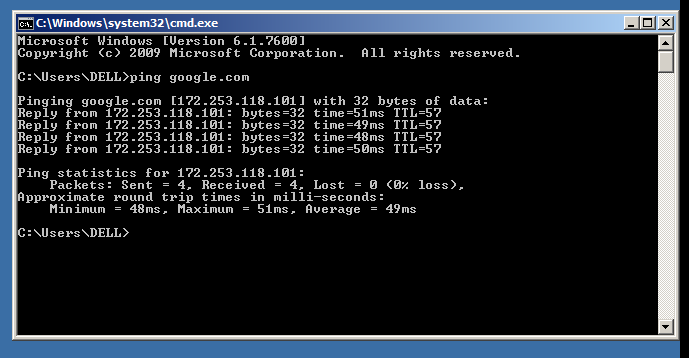 C:\Windows\system32\cmd.exe
Microsoft Windows [Version 6.1.7600]
Copyright (c) 2009 Microsoft Corporation.  All rights reserved.
C:\Users\DELL>ping google.com
Pinging google.com [172.253.118.101] with 32 bytes of data:
Reply from 172.253.118.101: bytes=32 time=51ms TTL=57
Reply from 172.253.118.101: bytes=32 time=49ms TTL=57
Reply from 172.253.118.101: bytes=32 time=48ms TTL=57
Reply from 172.253.118.101: bytes=32 time=50ms TTL=57
Ping statistics for 172.253.118.101:
    Packets: Sent = 4, Received = 4, Lost = 0 (0% loss),
Approximate round trip times in milli-seconds:
    Minimum = 48ms, Maximum = 51ms, Average = 49ms
C:\Users\DELL>